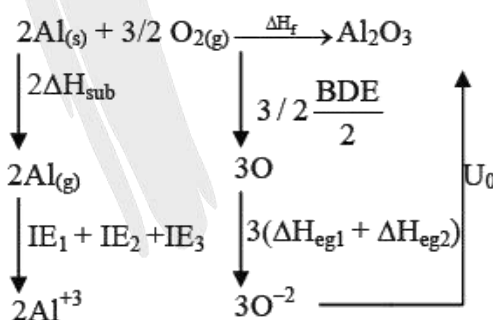 2Al(s) + 3/2 O2(g) ΔHf Al2O3
2ΔHsub
3 / 2 BDE/2
2Al(g)
3O
U0
IE1 + IE2 +IE3
3(ΔHeg1 + ΔHeg2)
2Al+3
3O−2